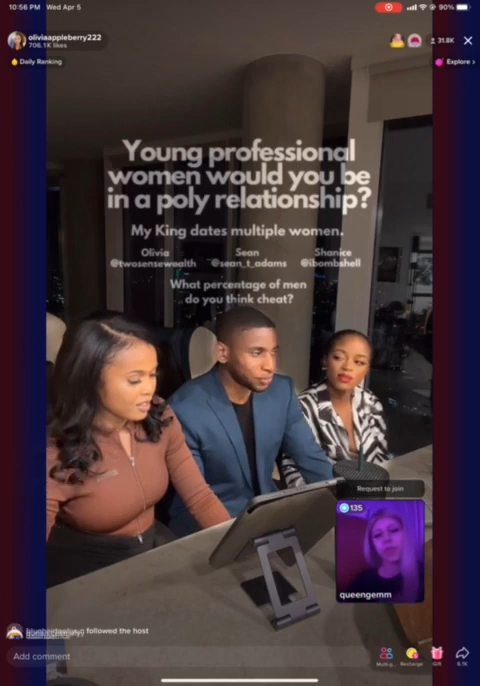 10:56 PM Wed Apr 5
90%
oliviaappleberry222
706.1K likes
31.8K
Daily Ranking
Explore >
Young professional
women would you be
in a poly relationship?
My King dates multiple women.
Olivia Sean Shanice
@twosensewealth @sean_t_adams @ibombshell
What percentage of men
do you think cheat?
Request to join
135
queengemm
followed the host
Add comment
Multi-g...
Recharge
Gift
6.1K